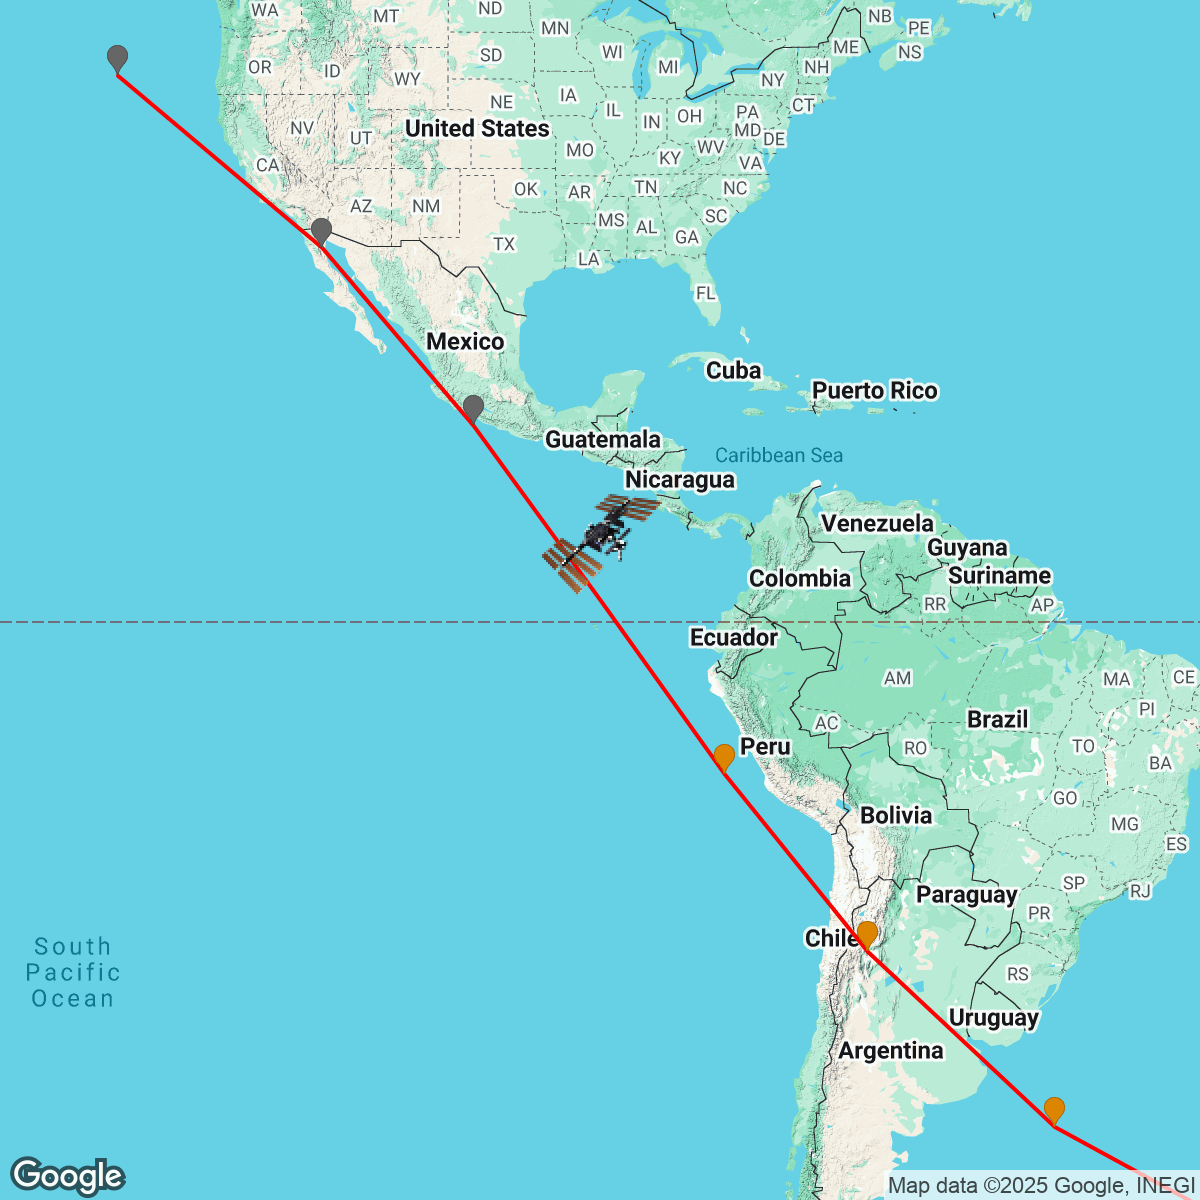 ND
WA
MT
NB
MN
PE
ME
WI
NS
SD
OR
MI
NH
ID
WY
NY
IA
NE
CT
IL
PA
OH
IN
NV
United States
MD
UT
DE
WV
MO
KY
VA
CA
TN
OK
NC
AR
AZ
NM
SC
MS
AL
GA
TX
LA
FL
Mexico
Cuba
Puerto Rico
Guatemala
Caribbean Sea
Nicaragua
Venezuela
Guyana
Suriname
Colombia
RR
AP
Ecuador
AM
MA
CE
PI
Brazil
AC
Peru
RO
TO
BA
GO
Bolivia
MG
ES
SP
RJ
Paraguay
PR
Chile
South
Pacific
Ocean
RS
Uruguay
Argentina
Google
Map data ©2025 Google, INEGI